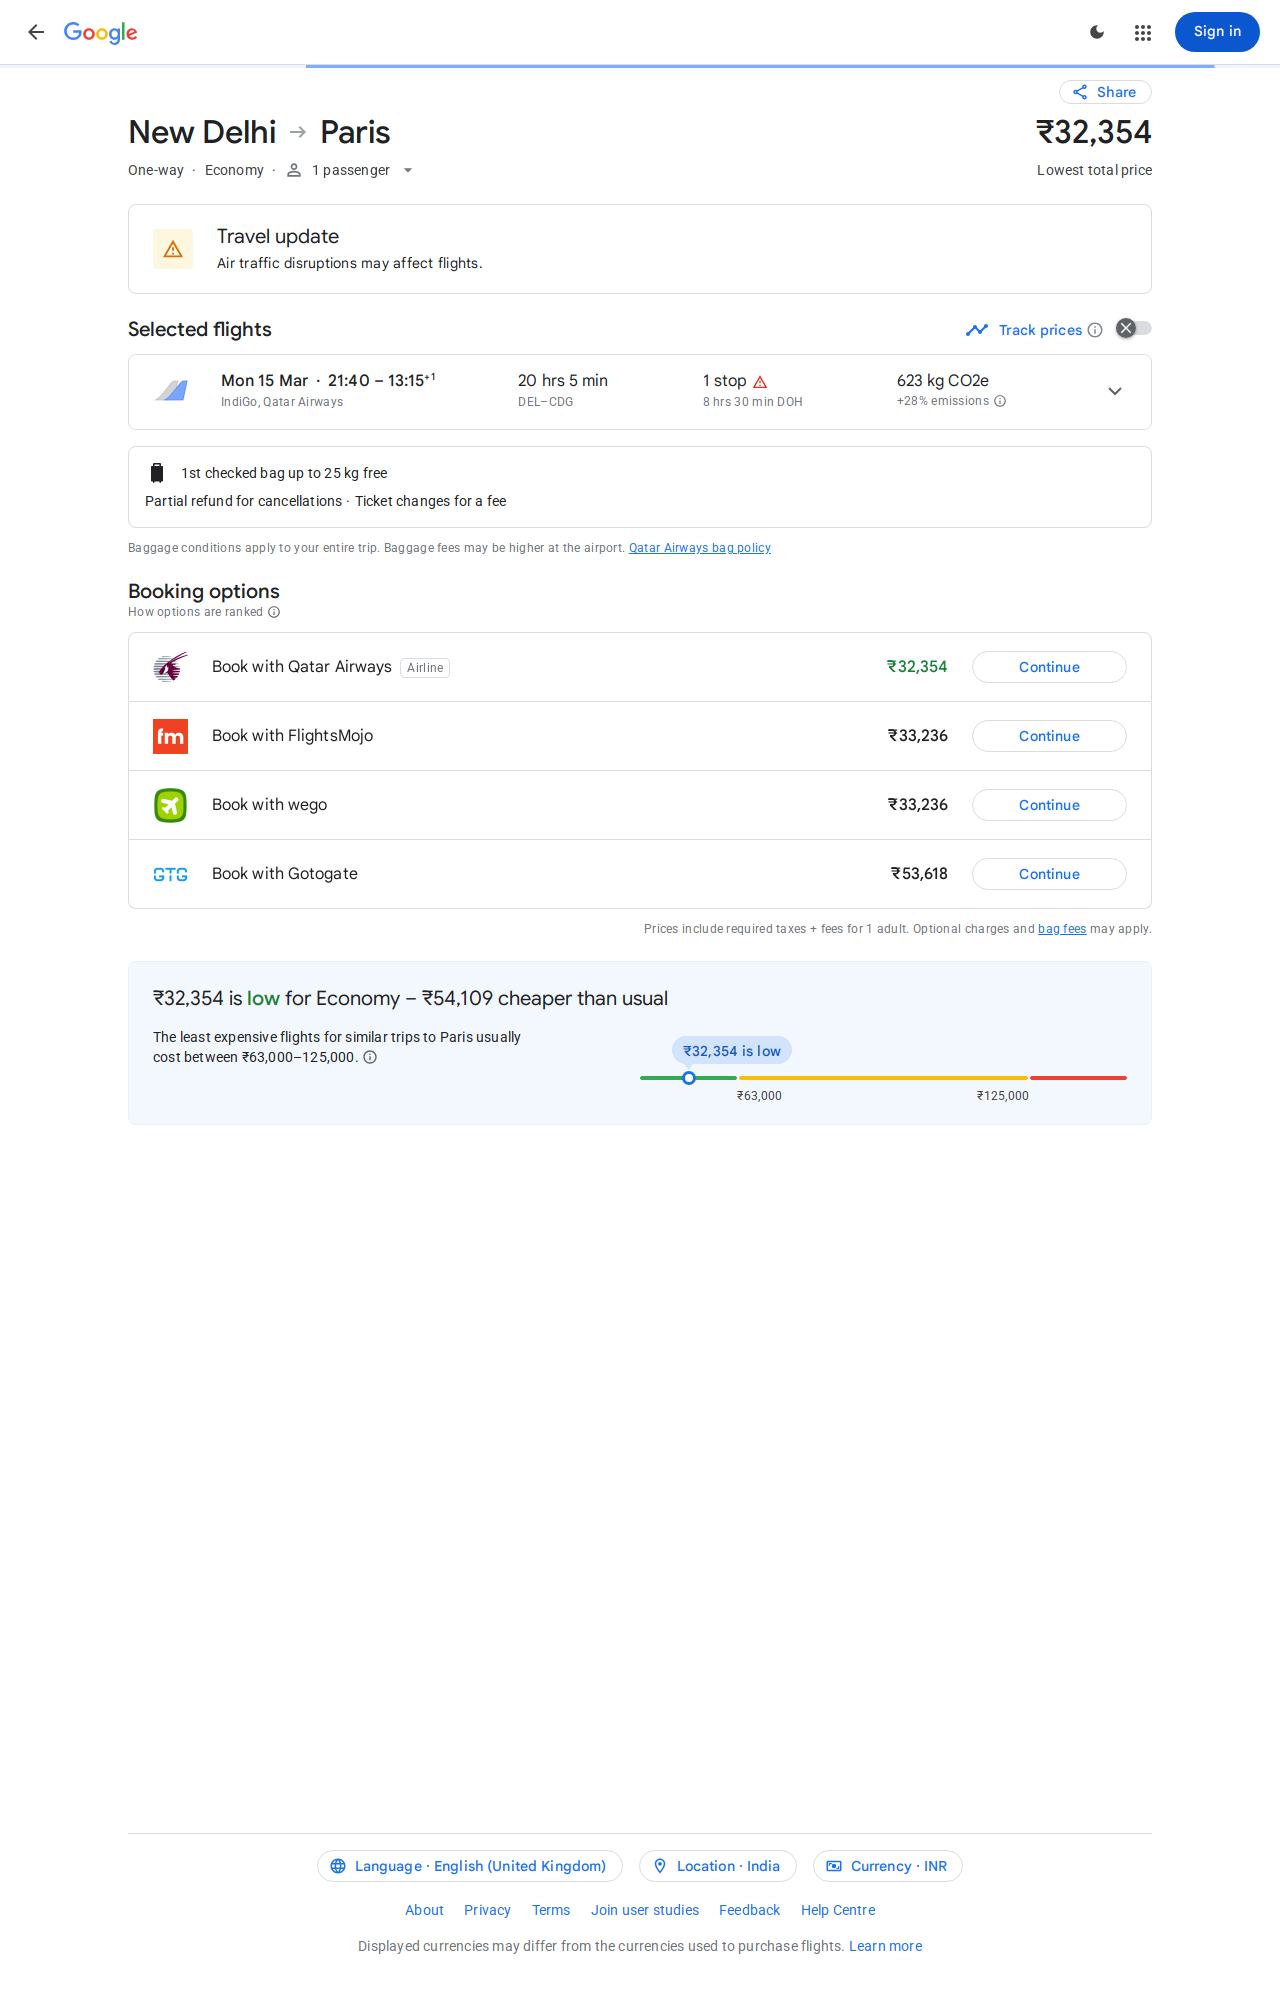 Google
Sign in
Share
New Delhi → Paris
₹32,354
One-way · Economy · 1 passenger
Lowest total price
Travel update
Air traffic disruptions may affect flights.
Selected flights
Track prices
Mon 15 Mar · 21:40 – 13:15+1
20 hrs 5 min
1 stop
623 kg CO2e
IndiGo, Qatar Airways
DEL–CDG
8 hrs 30 min DOH
+28% emissions
1st checked bag up to 25 kg free
Partial refund for cancellations · Ticket changes for a fee
Baggage conditions apply to your entire trip. Baggage fees may be higher at the airport. Qatar Airways bag policy
Booking options
How options are ranked
Book with Qatar Airways Airline ₹32,354 Continue
fm Book with FlightsMojo ₹33,236 Continue
Book with wego ₹33,236 Continue
GTG Book with Gotogate ₹53,618 Continue
Prices include required taxes + fees for 1 adult. Optional charges and bag fees may apply.
₹32,354 is low for Economy – ₹54,109 cheaper than usual
The least expensive flights for similar trips to Paris usually
cost between ₹63,000–125,000.
₹32,354 is low
₹63,000
₹125,000
Language · English (United Kingdom)
Location · India
Currency · INR
About Privacy Terms Join user studies Feedback Help Centre
Displayed currencies may differ from the currencies used to purchase flights. Learn more